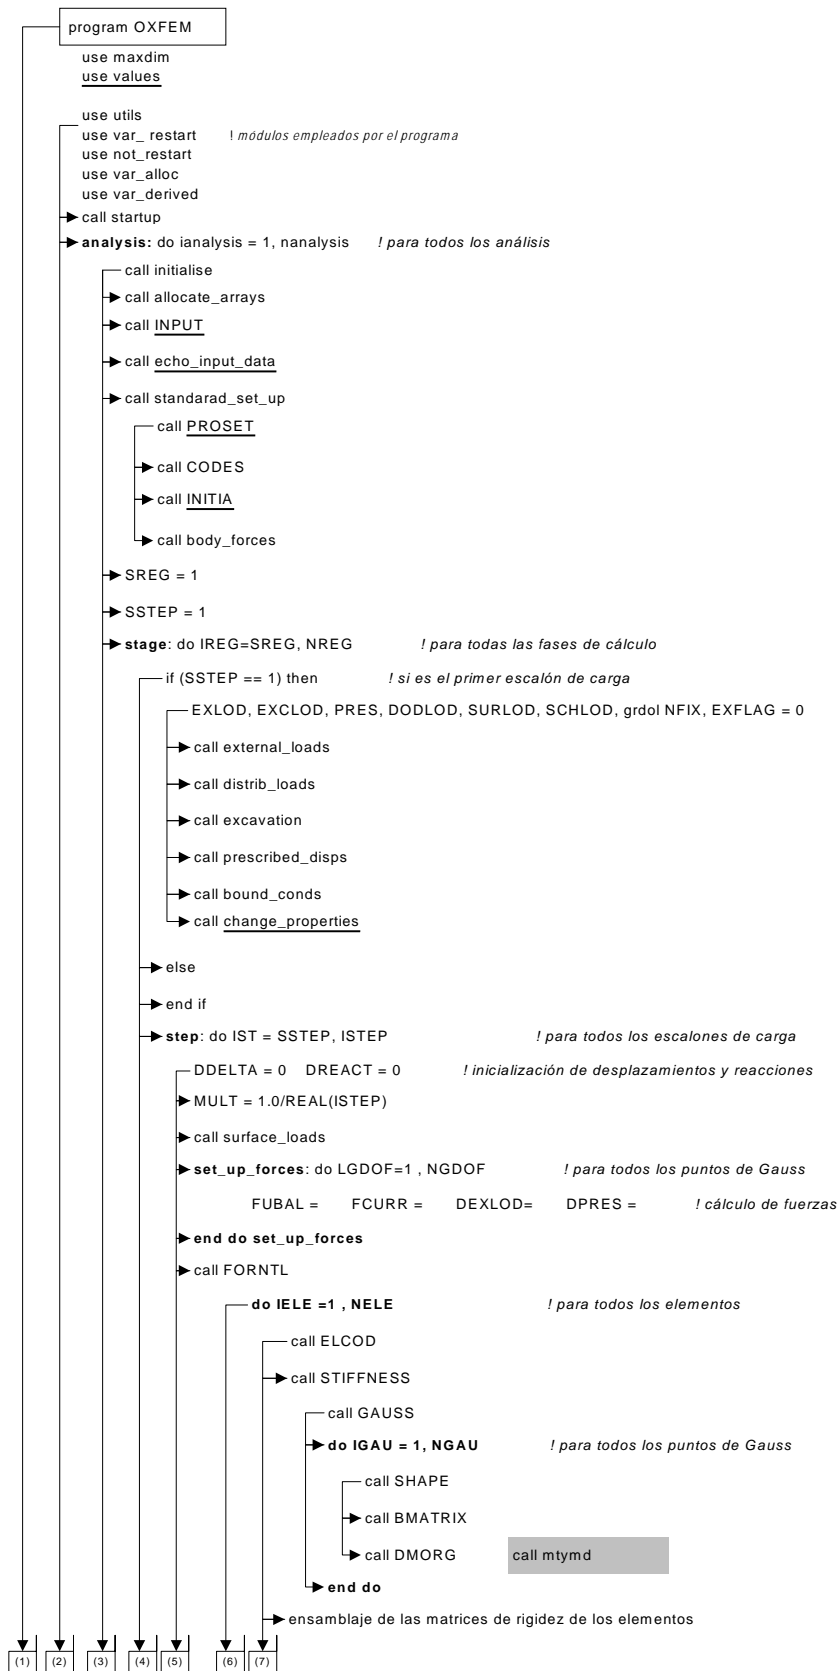 program OXFEM
use maxdim
use values
use utils
use var_ restart ! módulos empleados por el programa
use not_restart
use var_alloc
use var_derived
call startup
analysis: do ianalysis = 1, nanalysis ! para todos los análisis
call initialise
call allocate_arrays
call INPUT
call echo_input_data
call standarad_set_up
call PROSET
call CODES
call INITIA
call body_forces
SREG = 1
SSTEP = 1
stage: do IREG=SREG, NREG ! para todas las fases de cálculo
if (SSTEP == 1) then ! si es el primer escalón de carga
EXLOD, EXCLOD, PRES, DODLOD, SURLOD, SCHLOD, grdol NFIX, EXFLAG = 0
call external_loads
call distrib_loads
call excavation
call prescribed_disps
call bound_conds
call change_properties
else
end if
step: do IST = SSTEP, ISTEP ! para todos los escalones de carga
DDELTA = 0 DREACT = 0 ! inicialización de desplazamientos y reacciones
MULT = 1.0/REAL(ISTEP)
call surface_loads
set_up_forces: do LGDOF=1 , NGDOF ! para todos los puntos de Gauss
FUBAL = FCURR = DEXLOD= DPRES = ! cálculo de fuerzas
end do set_up_forces
call FORNTL
do IELE =1 , NELE ! para todos los elementos
call ELCOD
call STIFFNESS
call GAUSS
do IGAU = 1, NGAU ! para todos los puntos de Gauss
call SHAPE
call BMATRIX
call DMORG call mtymd
end do
ensamblaje de las matrices de rigidez de los elementos
(1) (2) (3) (4) (5) (6) (7)